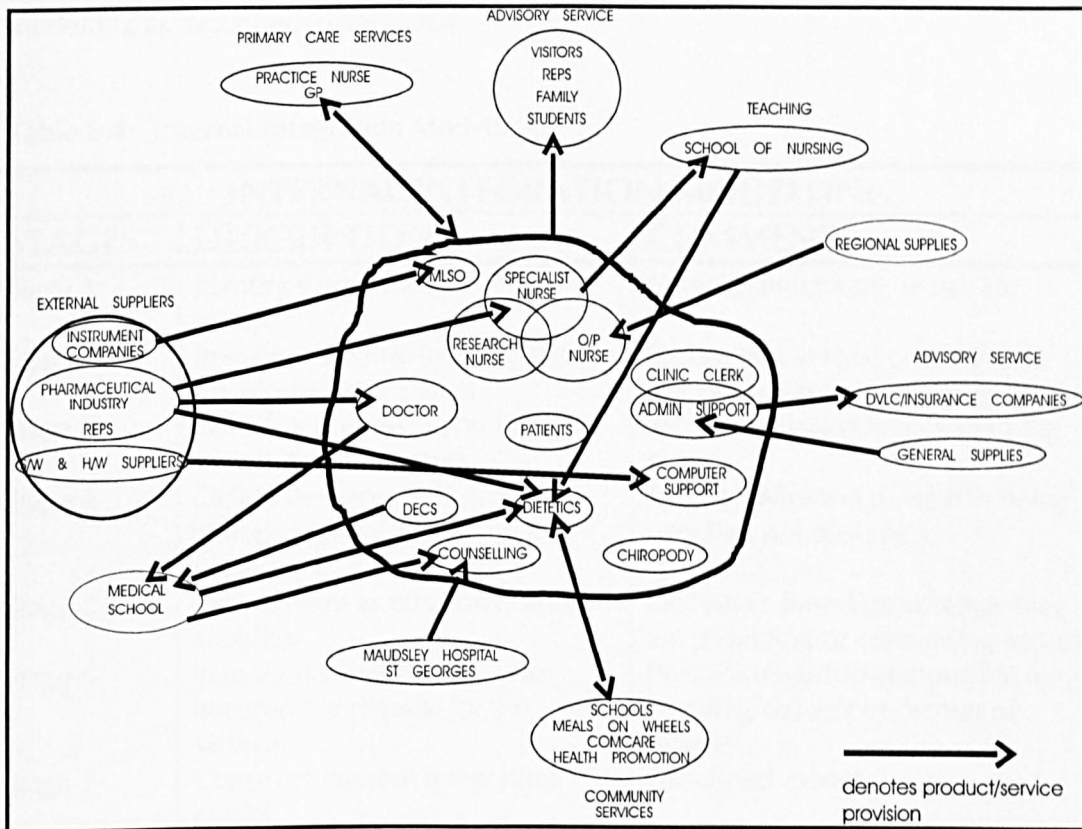 ADVISORY SERVICE
PRIMARY CARE SERVICES
VISITORS
REPS
FAMILY
STUDENTS
PRACTICE NURSE
GP
TEACHING
SCHOOL OF NURSING
REGIONAL SUPPLIES
MLSO
SPECIALIST
NURSE
EXTERNAL SUPPLIERS
INSTRUMENT
COMPANIES
RESEARCH
NURSE
O/P
NURSE
PHARMACEUTICAL
INDUSTRY
REPS
CLINIC CLERK
ADVISORY SERVICE
DVLC/INSURANCE COMPANIES
DOCTOR
ADMIN SUPPORT
PATIENTS
GENERAL SUPPLIES
S/W & H/W SUPPLIERS
COMPUTER
SUPPORT
DECS
DIETETICS
COUNSELLING
CHIROPODY
MEDICAL
SCHOOL
MAUDSLEY HOSPITAL
ST GEORGES
SCHOOLS
MEALS ON WHEELS
COMCARE
HEALTH PROMOTION
COMMUNITY
SERVICES
denotes product/service
provision